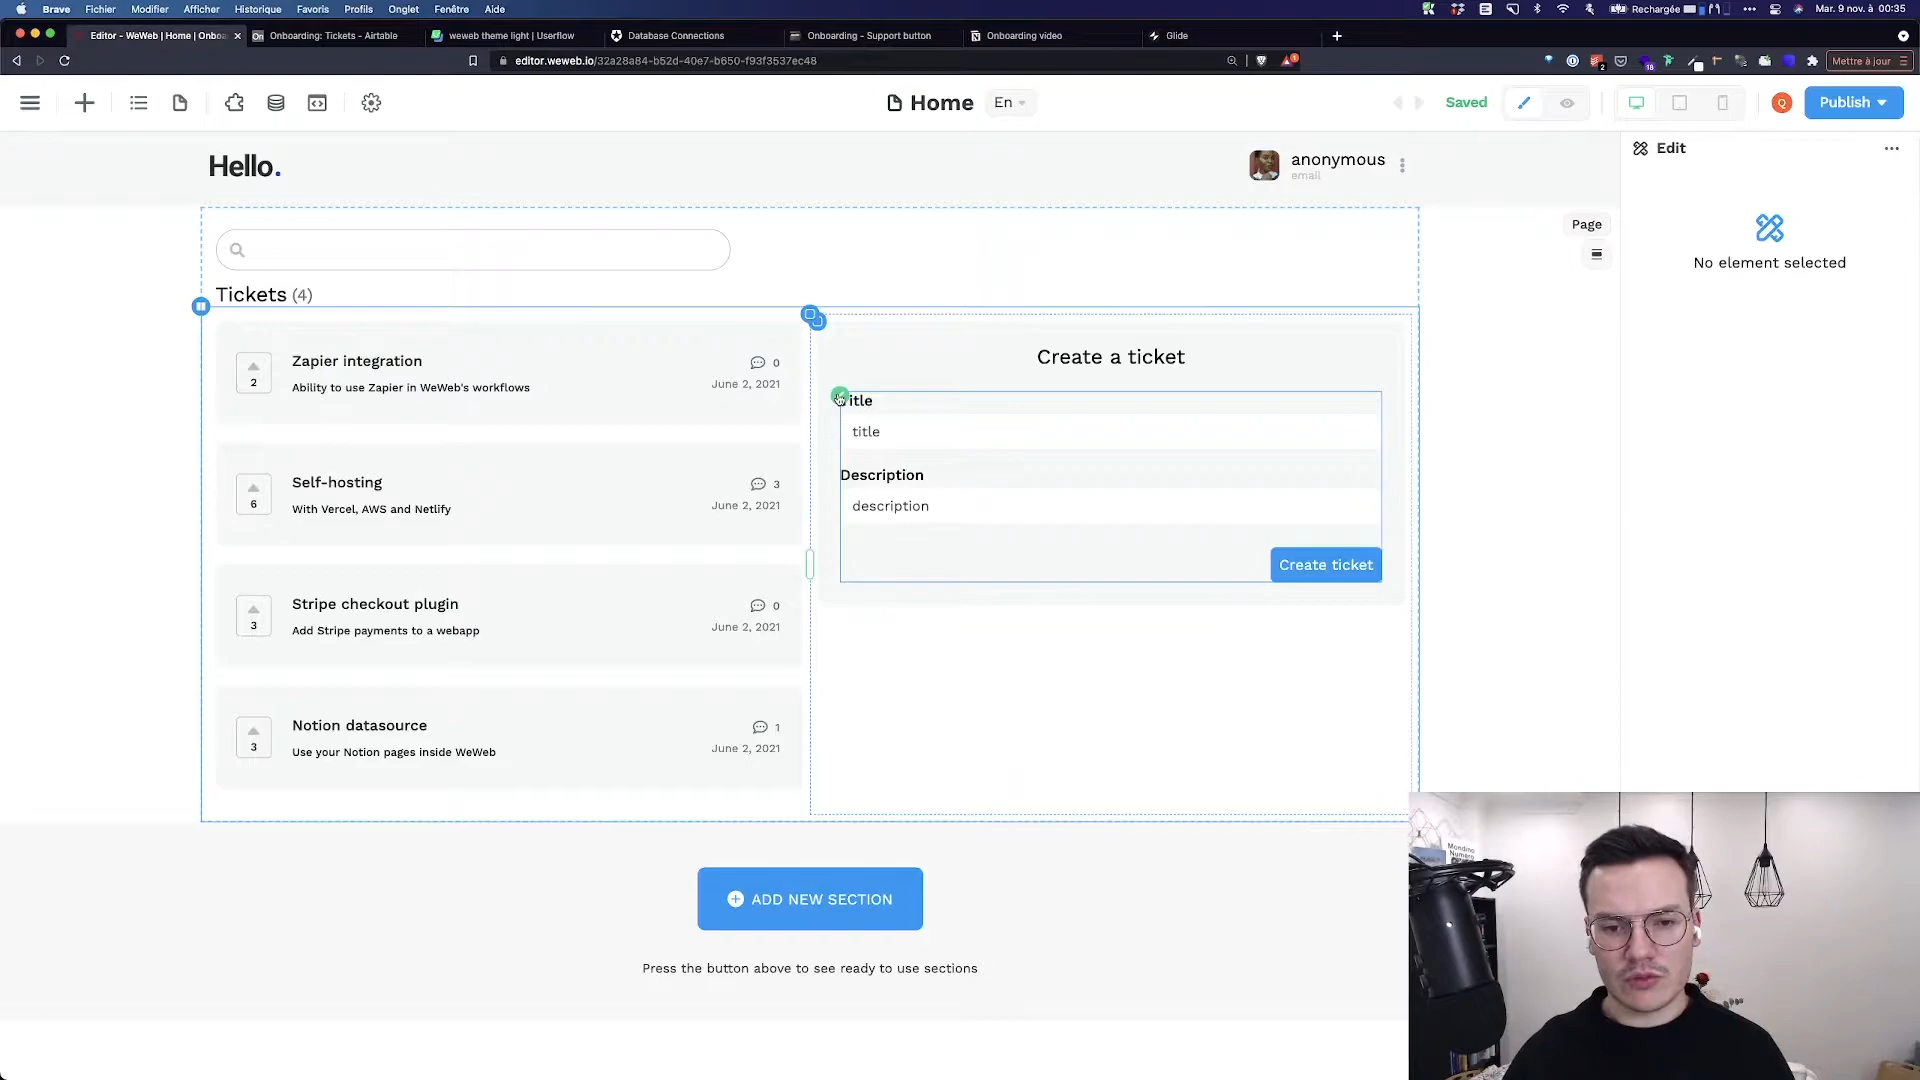 Brave Fichier Modifier Afficher Historique Favoris Profils Onglet Fenêtre Aide Rechargée Mar. 9 nov. à 00:35
Editor - WeWeb | Home | Onbo Onboarding: Tickets - Airtable weweb theme light | Userflow Database Connections Onboarding - Support button Onboarding video Glide
editor.weweb.io/32a28a84-b52d-40e7-b650-f93f3537ec48 Mettre à jour
Home En Saved Q Publish
Hello. anonymous
email
Edit
Page
No element selected
Tickets (4)
Zapier integration 0
2 Ability to use Zapier in WeWeb's workflows June 2, 2021
Self-hosting 3
6 With Vercel, AWS and Netlify June 2, 2021
Stripe checkout plugin 0
3 Add Stripe payments to a webapp June 2, 2021
Notion datasource 1
3 Use your Notion pages inside WeWeb June 2, 2021
Create a ticket
Title
title
Description
description
Create ticket
ADD NEW SECTION
Press the button above to see ready to use sections